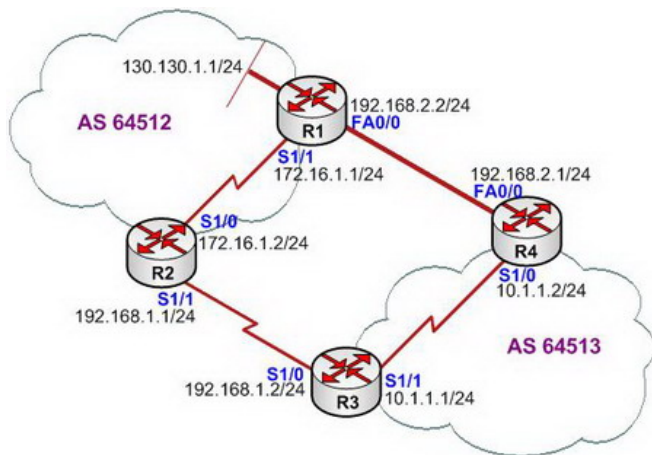 130.130.1.1/24
AS 64512
192.168.2.2/24
R1
FA0/0
S1/1
172.16.1.1/24
192.168.2.1/24
FA0/0
S1/0
172.16.1.2/24
R2
R4
S1/0
10.1.1.2/24
S1/1
192.168.1.1/24
AS 64513
S1/0
192.168.1.2/24
R3
S1/1
10.1.1.1/24